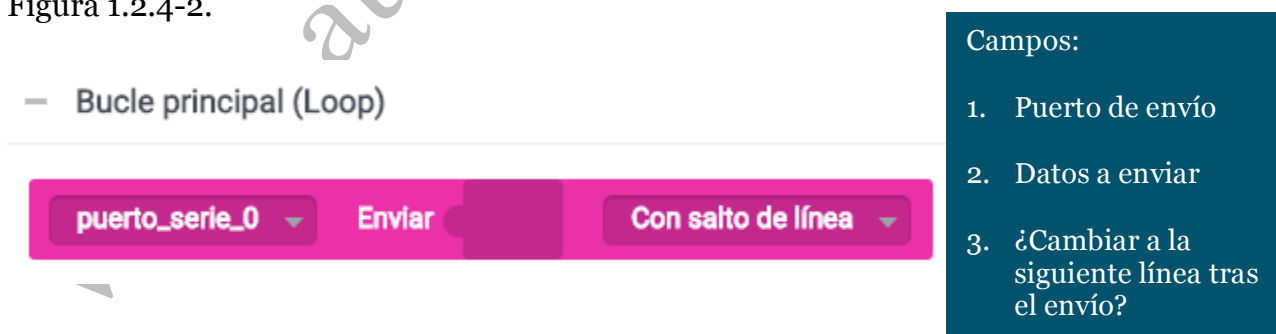 Figura 1.2.4-2.
Bucle principal (Loop)
puerto_serie_0 Enviar Con salto de línea
Campos:
1. Puerto de envío
2. Datos a enviar
3. ¿Cambiar a la
siguiente línea tras
el envío?